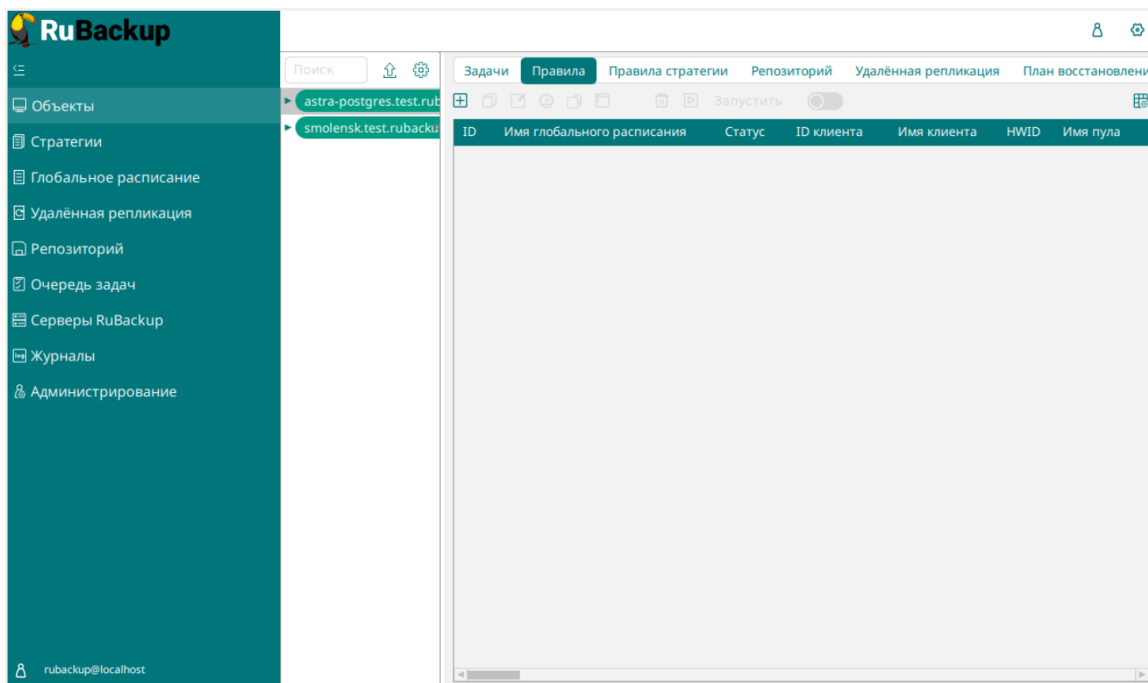 RuBackup
Поиск
Объекты
Стратегии
Глобальное расписание
Удалённая репликация
Репозиторий
Очередь задач
Серверы RuBackup
log Журналы
Администрирование
rubackup@localhost
astra-postgres.test.rub
smolensk.test.rubacku
Задачи Правила Правила стратегии Репозиторий Удалённая репликация План восстановлени
Запустить
ID Имя глобального расписания Статус ID клиента Имя клиента HWID Имя пула